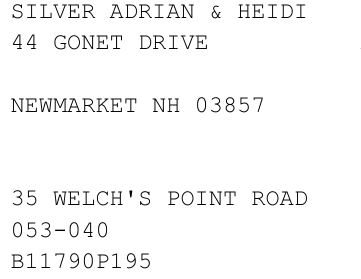 SILVER ADRIAN & HEIDI
44 GONET DRIVE
NEWMARKET NH 03857
35 WELCH'S POINT ROAD
053-040
B11790P195